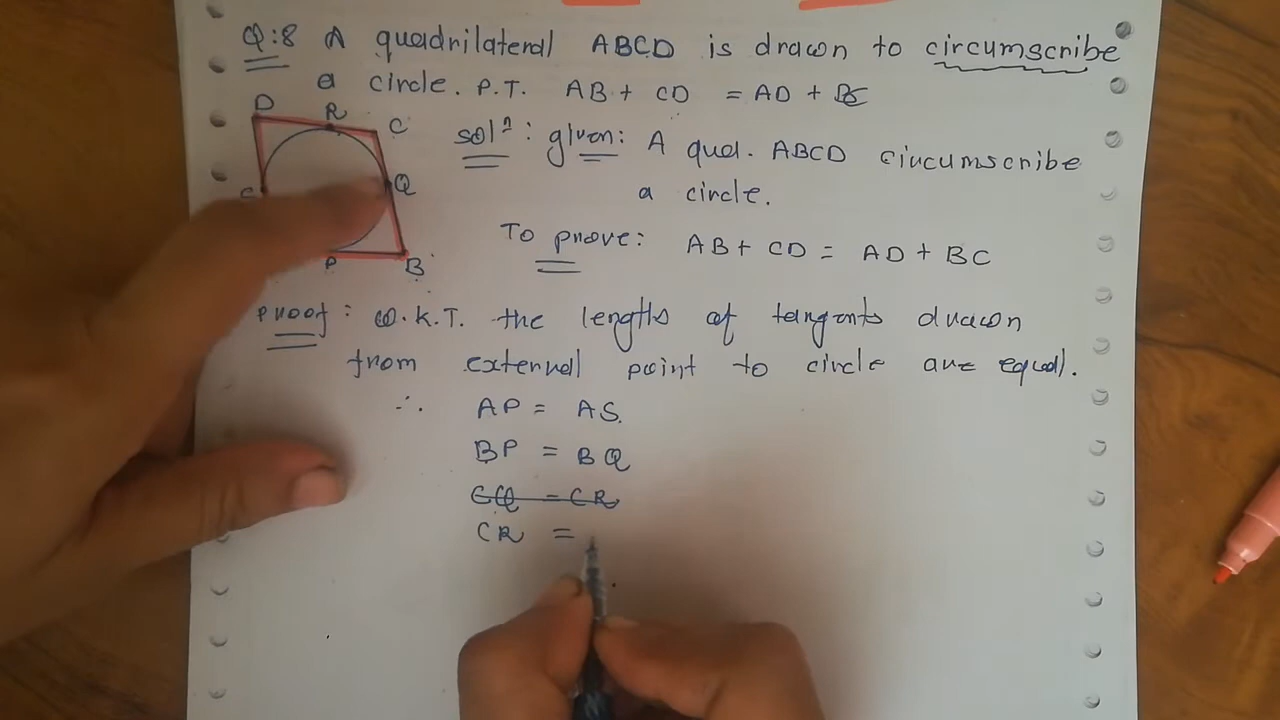 Q:8 A quadrilateral ABCD is drawn to circumscribe
a circle. P.T. AB + CD = AD + BC
D R C
Q
P B
solⁿ: given: A quad. ABCD circumscribe
a circle.
To prove: AB + CD = AD + BC
proof: W.K.T. the lengths of tangents drawn
from external point to circle are equal.
∴ AP = AS.
BP = BQ
CQ = CR
CR =